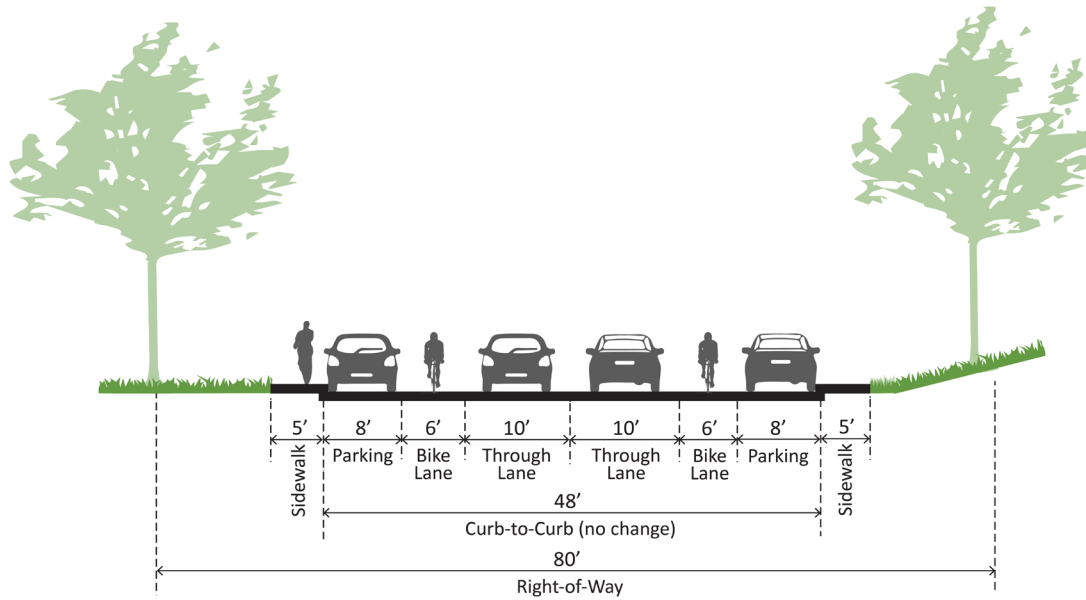 5’ 8’ 6’ 10’ 10’ 6’ 8’ 5’
Sidewalk
Parking
Bike
Lane
Through
Lane
Through
Lane
Bike
Lane
Parking
Sidewalk
48’
Curb-to-Curb (no change)
80’
Right-of-Way